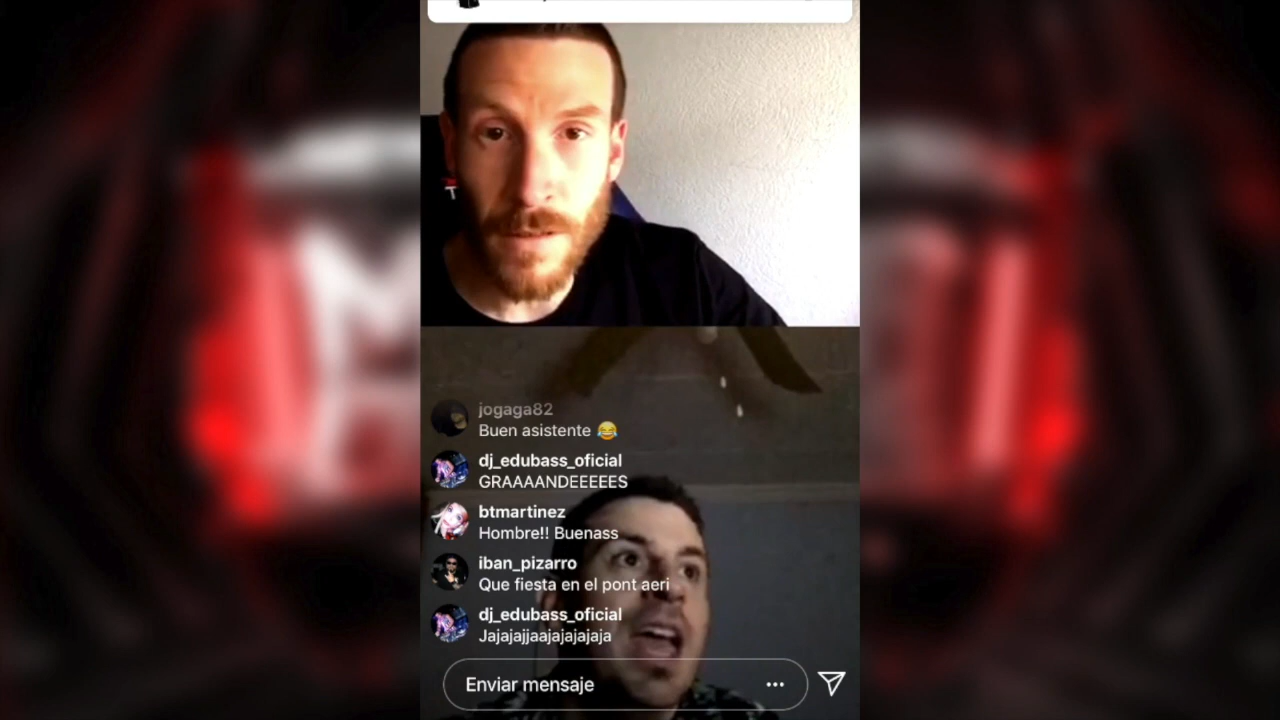 jogaga82
Buen asistente 😂
dj_edubass_oficial
GRAAAANDEEEEES
btmartinez
Hombre!! Buenass
iban_pizarro
Que fiesta en el pont aeri
dj_edubass_oficial
Jajajajjaajajajajaja
Enviar mensaje